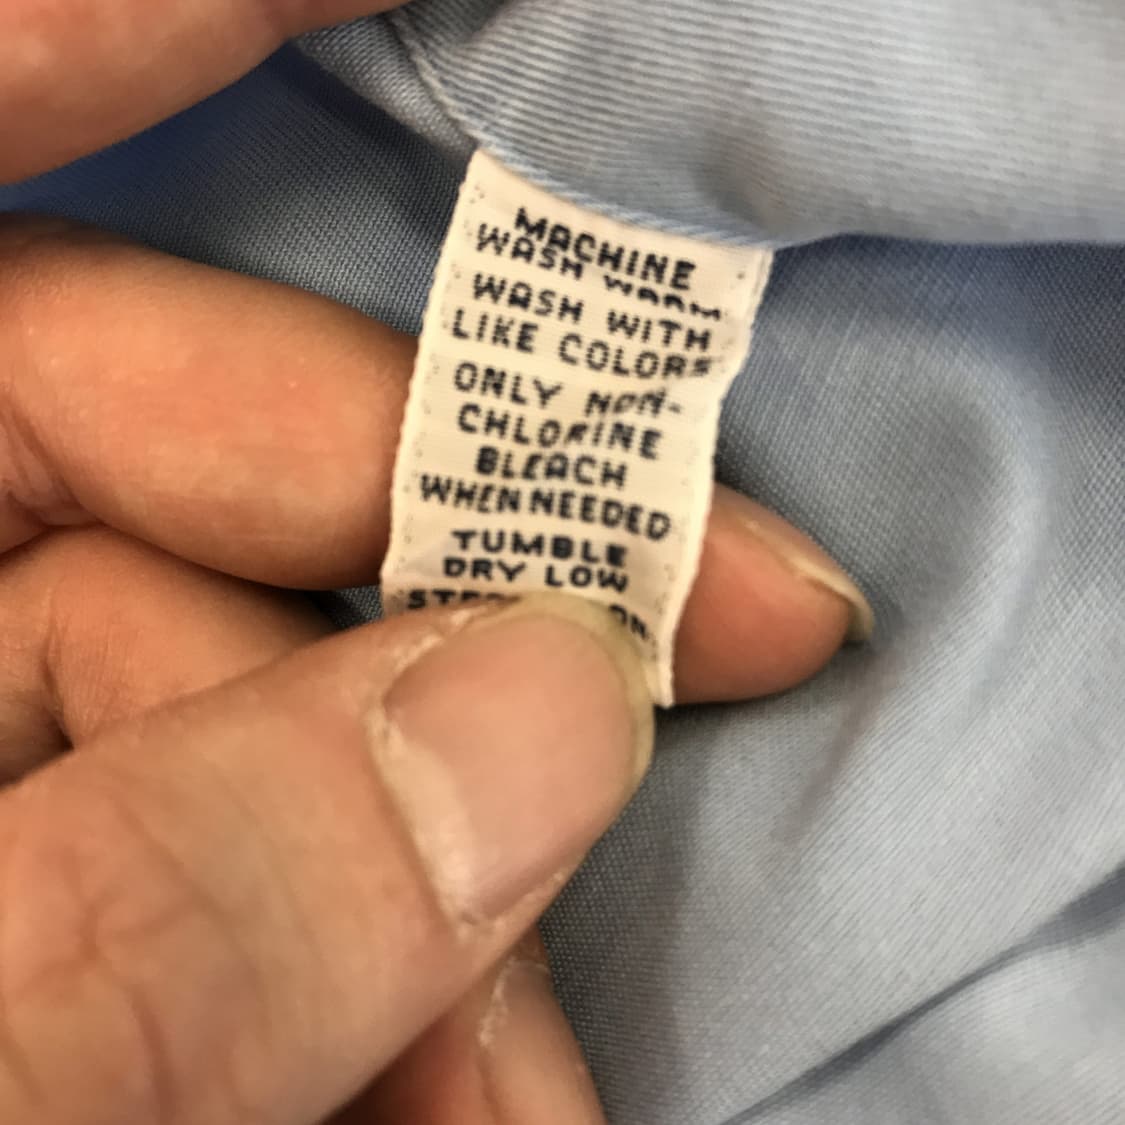 MACHINE
WASH WARM
WASH WITH
LIKE COLORS
ONLY NON-
CHLORINE
BLEACH
WHEN NEEDED
TUMBLE
DRY LOW